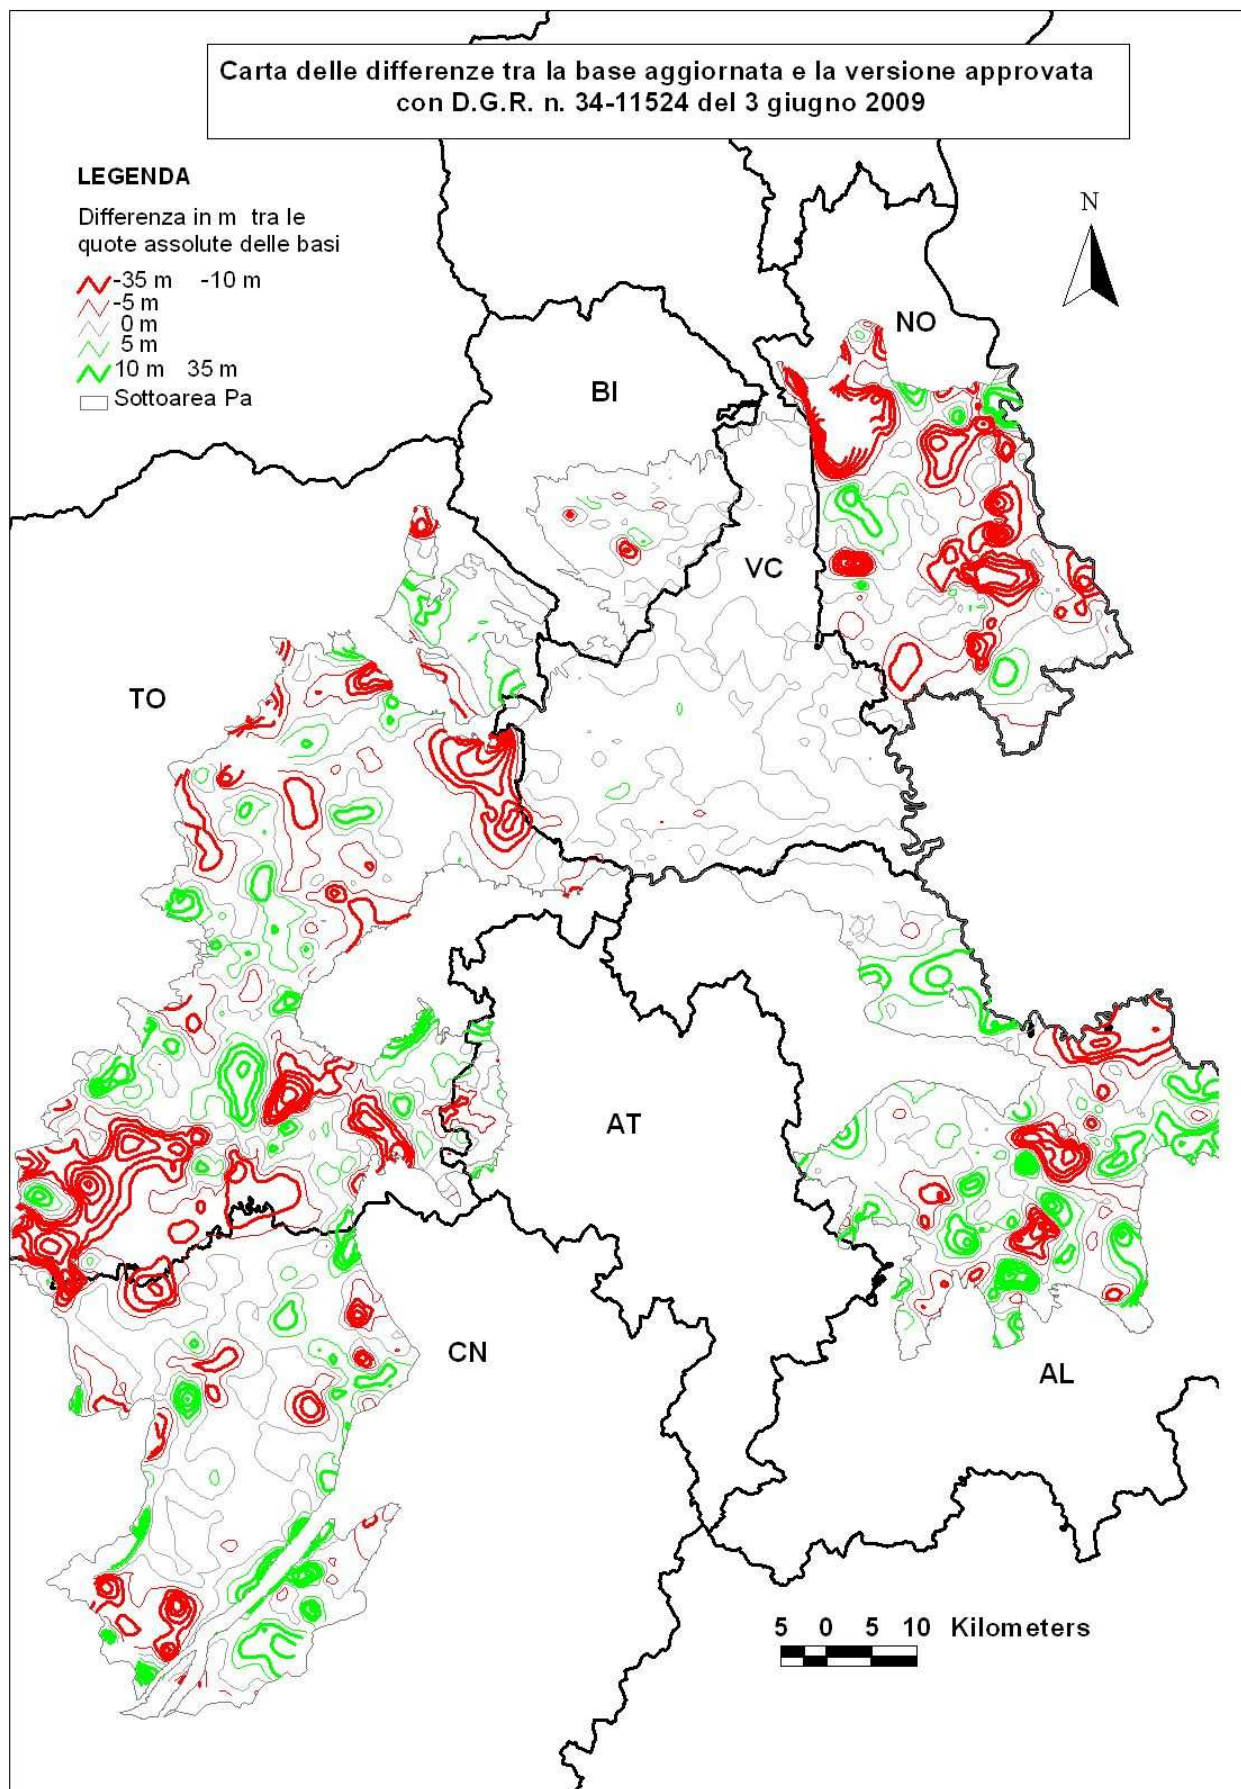 Carta delle differenze tra la base aggiornata e la versione approvata
con D.G.R. n. 34-11524 del 3 giugno 2009
LEGENDA
Differenza in m tra le
quote assolute delle basi
-35 m -10 m
-5 m
0 m
5 m
10 m 35 m
Sottoarea Pa
N
NO
BI
VC
TO
AT
CN
AL
5 0 5 10 Kilometers